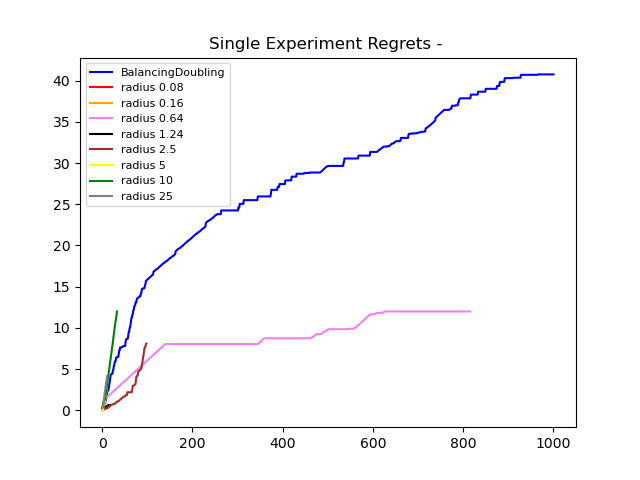 Single Experiment Regrets -
BalancingDoubling
radius 0.08
radius 0.16
radius 0.64
radius 1.24
radius 2.5
radius 5
radius 10
radius 25
40
35
30
25
20
15
10
5
0
0 200 400 600 800 1000